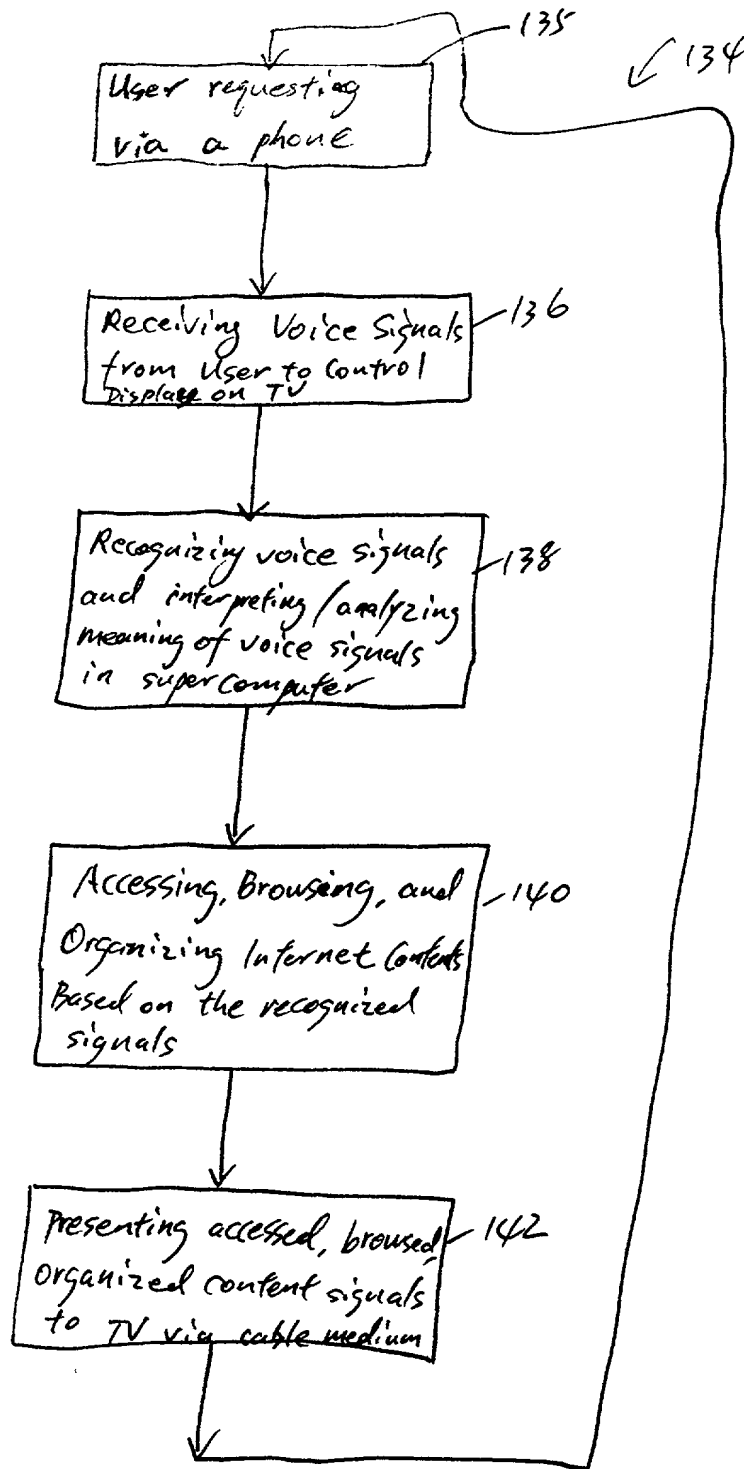 135
134
User requesting
via a phone
Receiving Voice Signals
from User to Control
Display on TV
136
Recognizing voice signals
and interpreting/analyzing
meaning of voice signals
in supercomputer
138
Accessing, Browsing, and
Organizing Internet Contents
Based on the recognized
signals
140
Presenting accessed, browsed,
organized content signals
to TV via cable medium
142